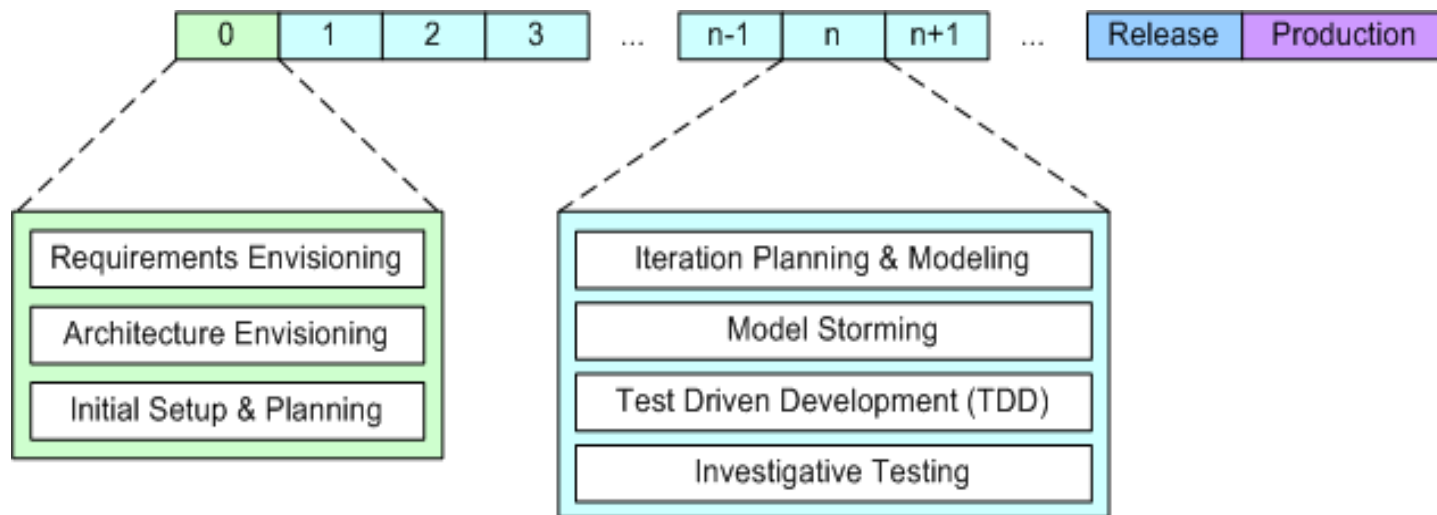 0 1 2 3 ... n-1 n n+1 ... Release Production
Requirements Envisioning
Architecture Envisioning
Initial Setup & Planning
Iteration Planning & Modeling
Model Storming
Test Driven Development (TDD)
Investigative Testing